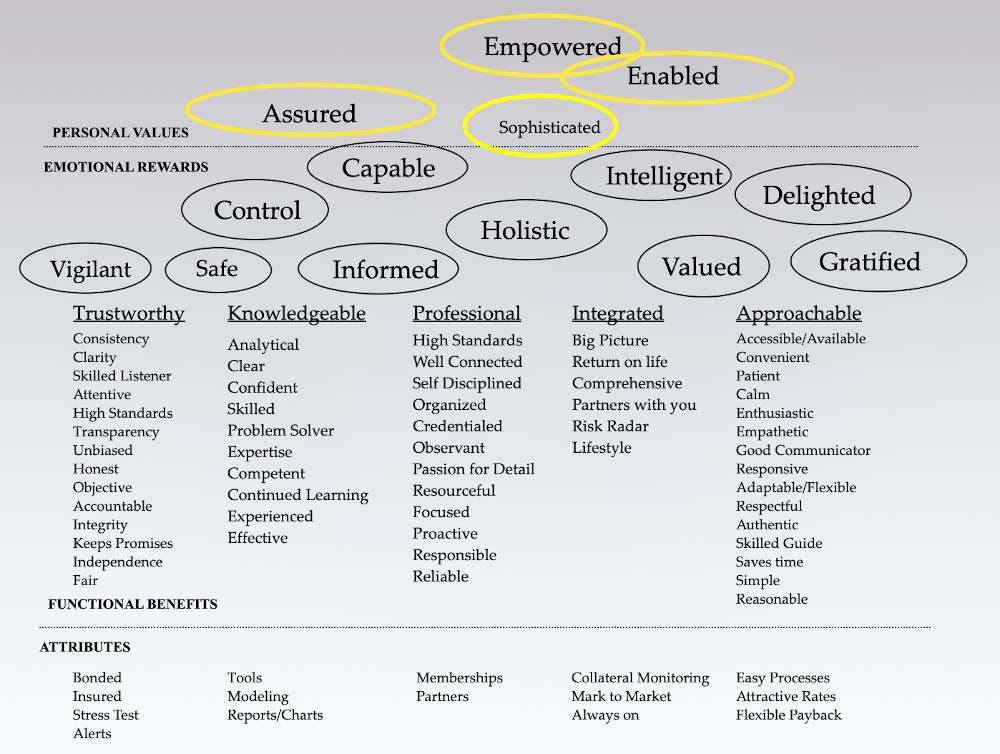 Empowered
Enabled
Assured
Sophisticated
PERSONAL VALUES
EMOTIONAL REWARDS
Capable
Intelligent
Delighted
Control
Holistic
Vigilant
Safe
Informed
Valued
Gratified
Trustworthy
Consistency
Clarity
Skilled Listener
Attentive
High Standards
Transparency
Unbiased
Honest
Objective
Accountable
Integrity
Keeps Promises
Independence
Fair
Knowledgeable
Analytical
Clear
Confident
Skilled
Problem Solver
Expertise
Competent
Continued Learning
Experienced
Effective
Professional
High Standards
Well Connected
Self Disciplined
Organized
Credentialed
Observant
Passion for Detail
Resourceful
Focused
Proactive
Responsible
Reliable
Integrated
Big Picture
Return on life
Comprehensive
Partners with you
Risk Radar
Lifestyle
Approachable
Accessible/Available
Convenient
Patient
Calm
Enthusiastic
Empathetic
Good Communicator
Responsive
Adaptable/Flexible
Respectful
Authentic
Skilled Guide
Saves time
Simple
Reasonable
FUNCTIONAL BENEFITS
ATTRIBUTES
Bonded
Insured
Stress Test
Alerts
Tools
Modeling
Reports/Charts
Memberships
Partners
Collateral Monitoring
Mark to Market
Always on
Easy Processes
Attractive Rates
Flexible Payback